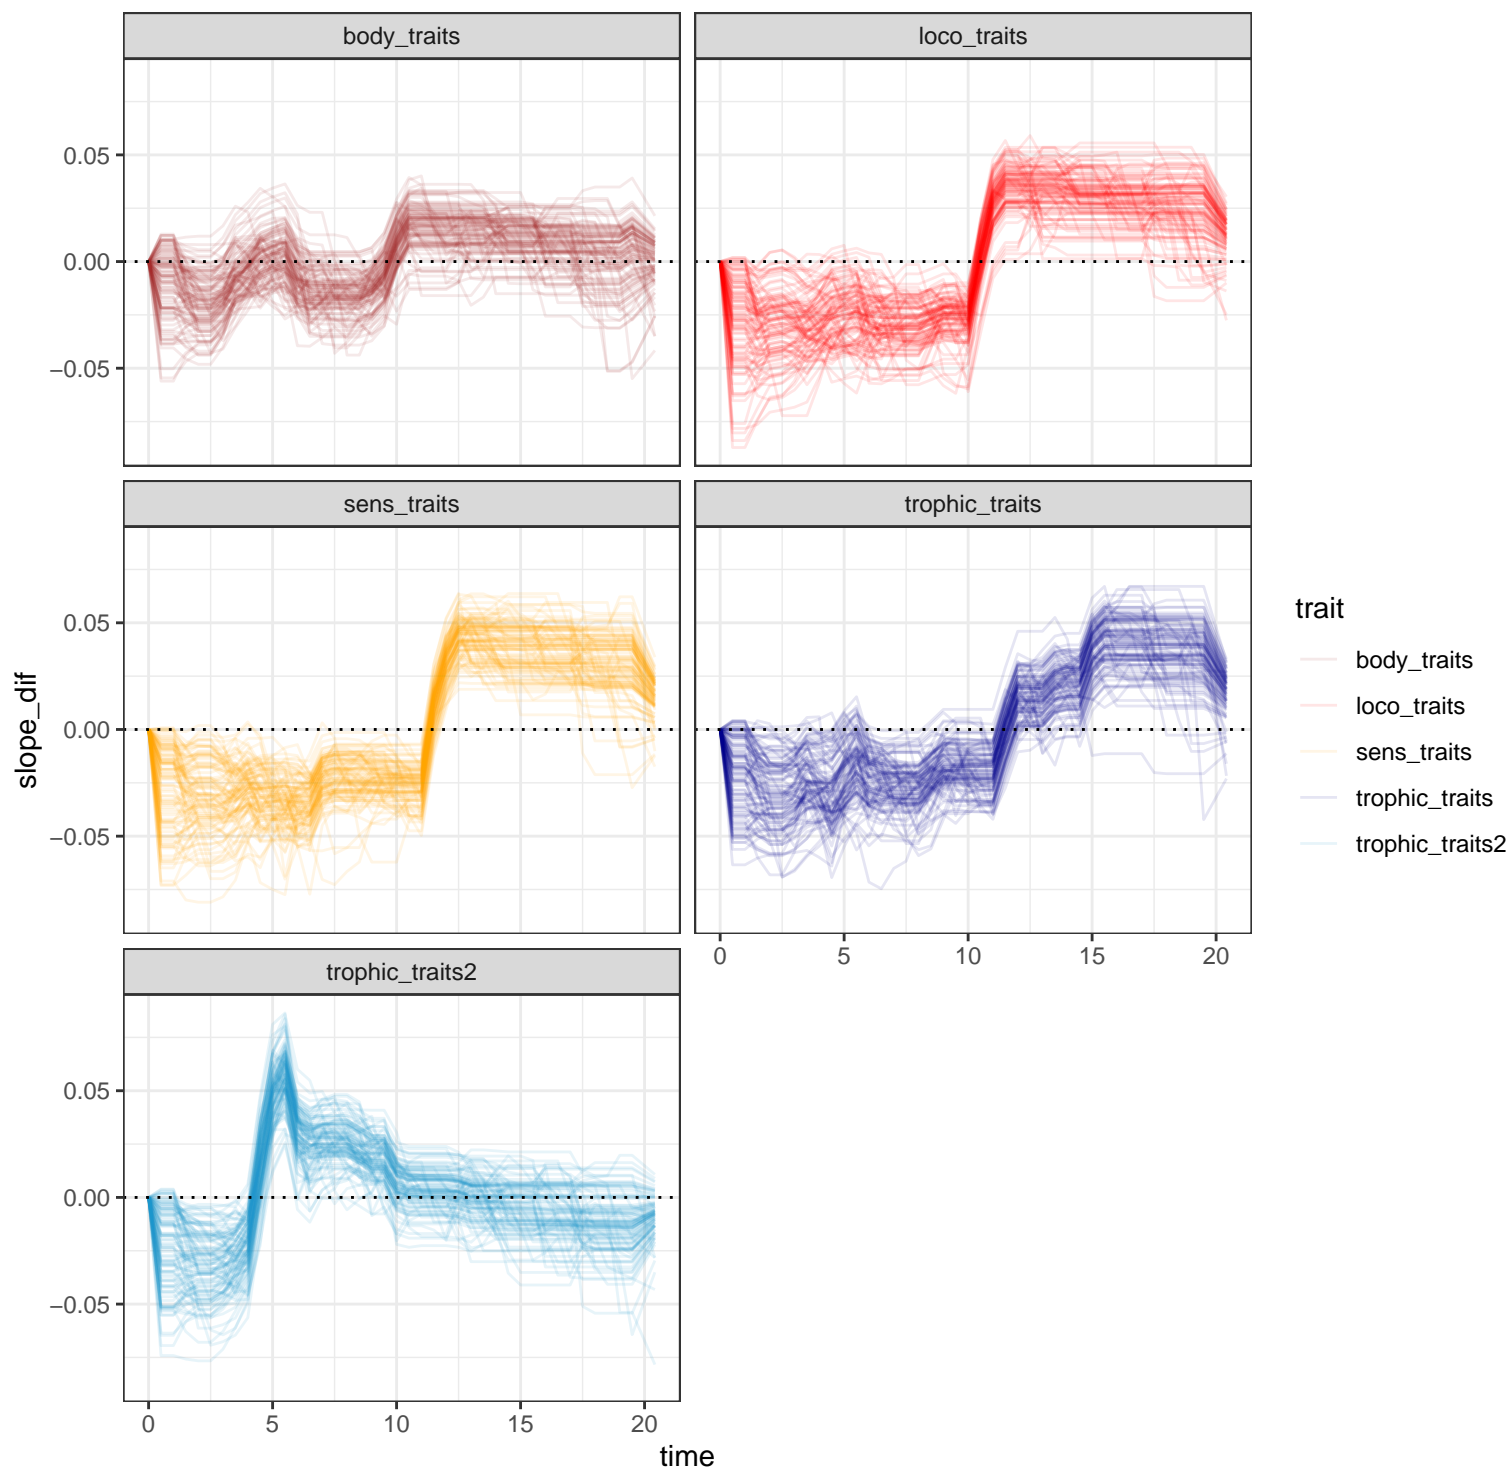 body_traits
loco_traits
0.05
0.00
−0.05
sens_traits
trophic_traits
0.05
0.00
−0.05
0
5
10
15
20
trophic_traits2
0.05
0.00
−0.05
0
5
10
15
20
time
slope_dif
trait
body_traits
loco_traits
sens_traits
trophic_traits
trophic_traits2